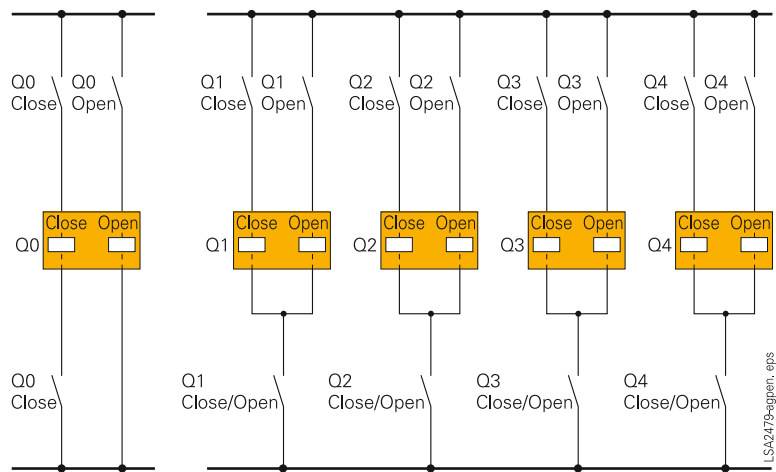 Q0 Q0 Q1 Q1 Q2 Q2 Q3 Q3 Q4 Q4
Close Open Close Open Close Open Close Open Close Open
Close Open Close Open Close Open Close Open Close Open
Q0 Q1 Q2 Q3 Q4
Q0 Q1 Q2 Q3 Q4
Close Close/Open Close/Open Close/Open Close/Open
LSA2479-agpen.eps